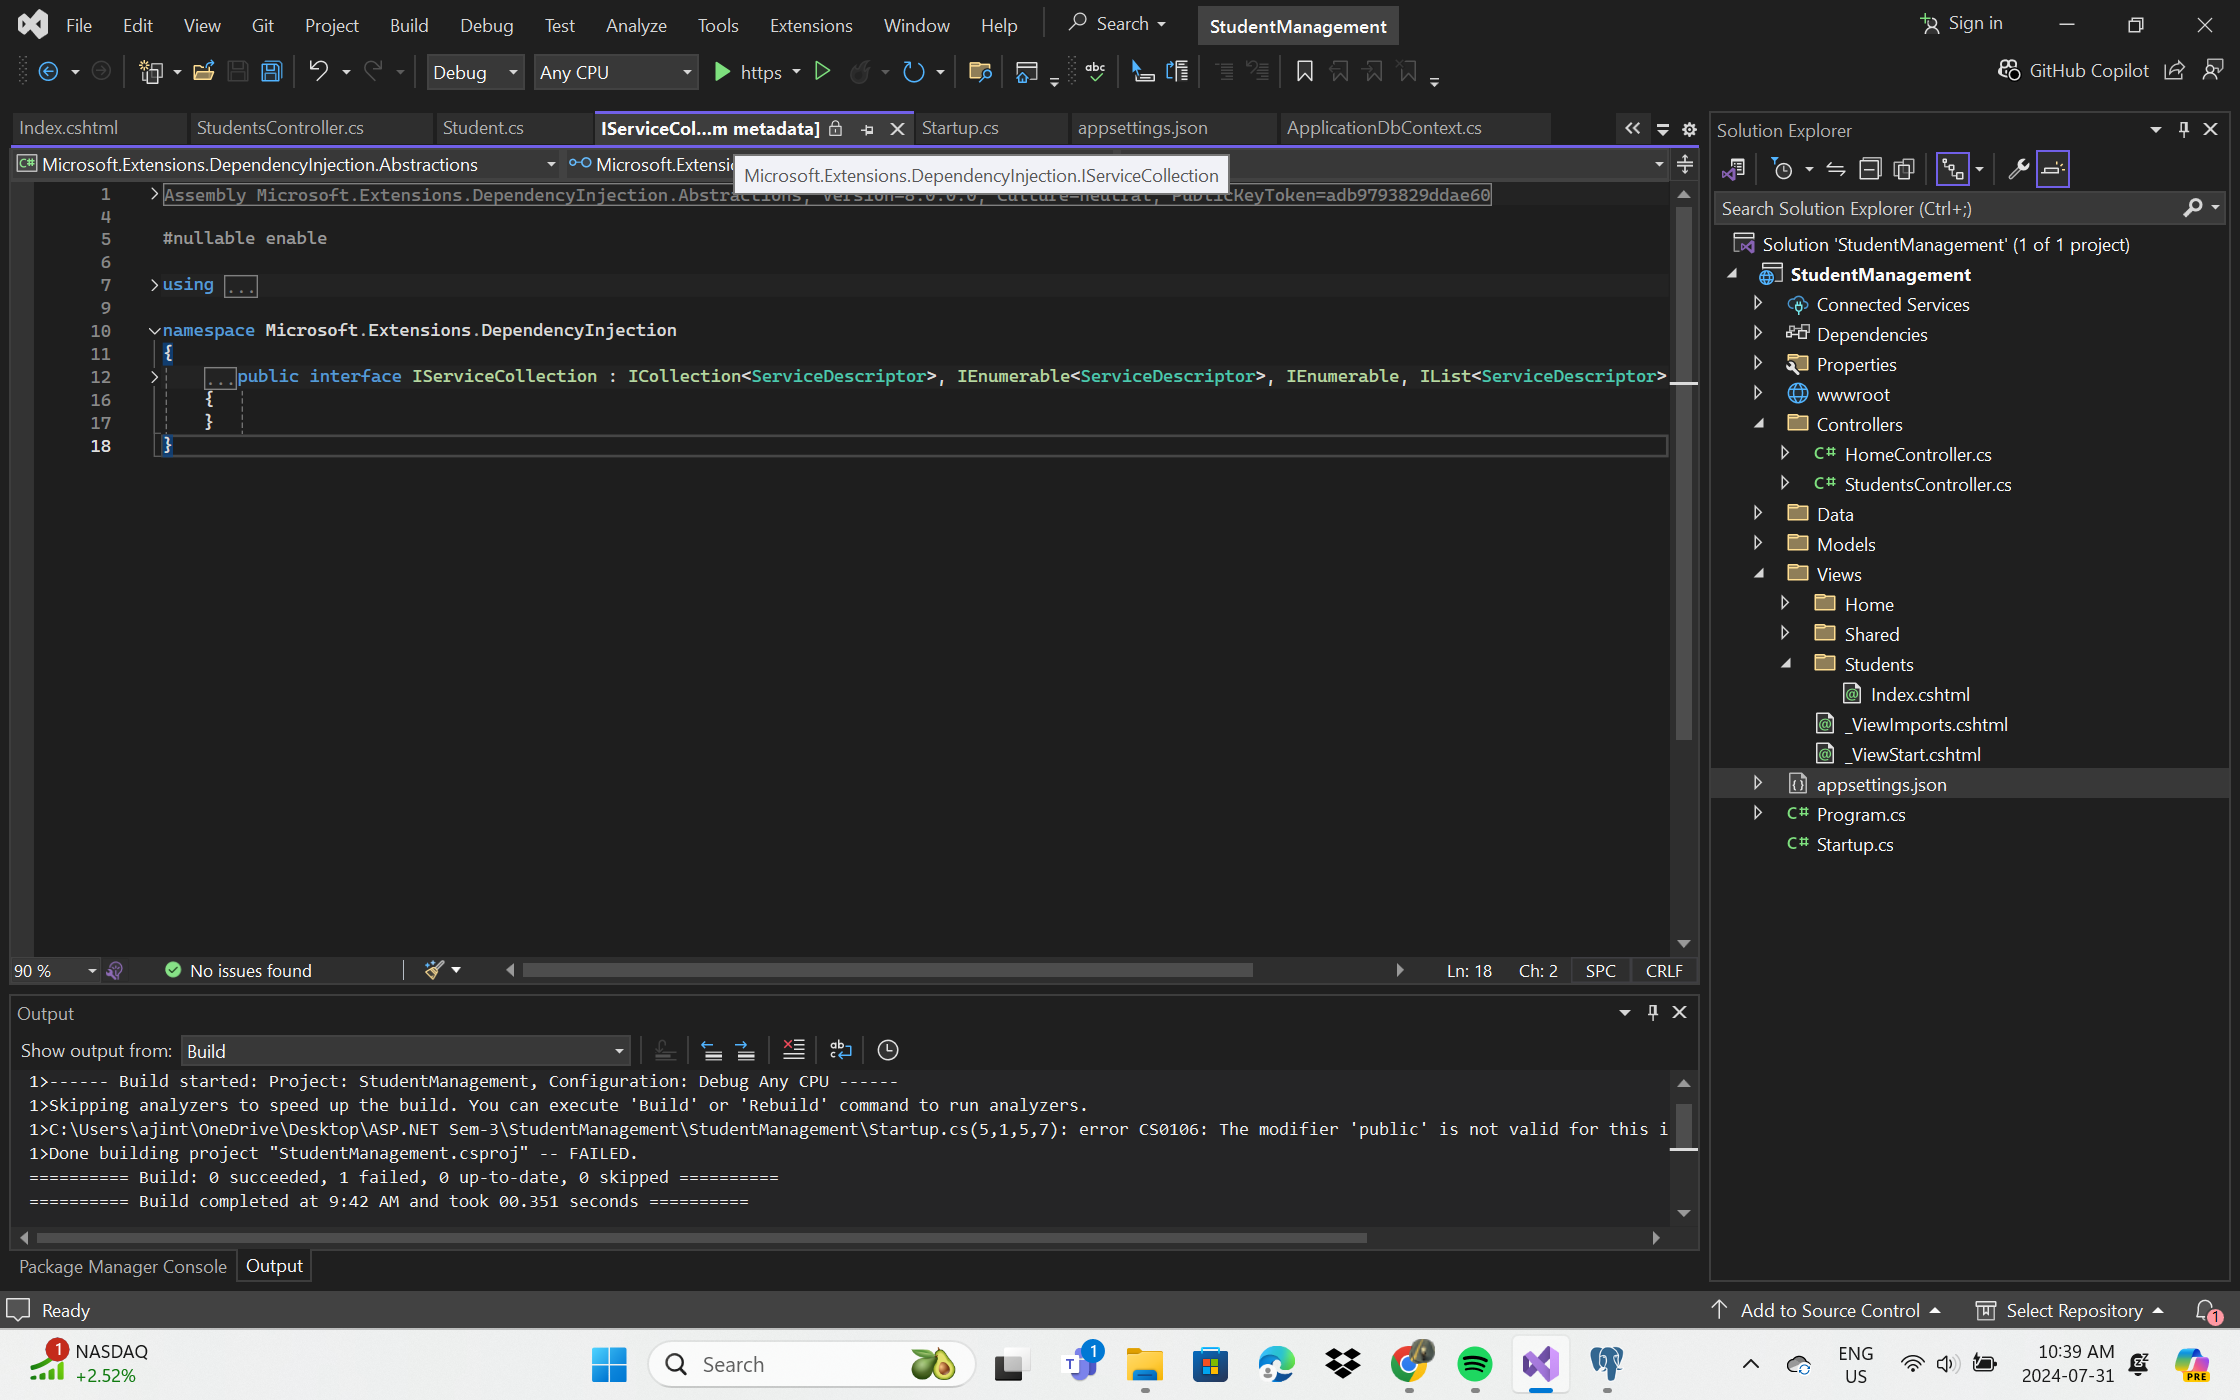 File Edit View Git Project Build Debug Test Analyze Tools Extensions Window Help Search StudentManagement Sign in
Debug Any CPU https GitHub Copilot
Index.cshtml StudentsController.cs Student.cs IServiceCol...m metadata] Startup.cs appsettings.json ApplicationDbContext.cs
Microsoft.Extensions.DependencyInjection.Abstractions Microsoft.Extensi
Microsoft.Extensions.DependencyInjection.IServiceCollection
1 Assembly Microsoft.Extensions.DependencyInjection.Abstractions, Version=8.0.0.0, Culture=neutral, PublicKeyToken=adb9793829ddae60
4
5 #nullable enable
6
7 using ...
9
10 namespace Microsoft.Extensions.DependencyInjection
11 {
12 ...public interface IServiceCollection : ICollection<ServiceDescriptor>, IEnumerable<ServiceDescriptor>, IEnumerable, IList<ServiceDescriptor>
16 {
17 }
18 }
90 % No issues found Ln: 18 Ch: 2 SPC CRLF
Output
Show output from: Build
1>------ Build started: Project: StudentManagement, Configuration: Debug Any CPU ------
1>Skipping analyzers to speed up the build. You can execute 'Build' or 'Rebuild' command to run analyzers.
1>C:\Users\ajint\OneDrive\Desktop\ASP.NET Sem-3\StudentManagement\StudentManagement\Startup.cs(5,1,5,7): error CS0106: The modifier 'public' is not valid for this i
1>Done building project "StudentManagement.csproj" -- FAILED.
========== Build: 0 succeeded, 1 failed, 0 up-to-date, 0 skipped ==========
========== Build completed at 9:42 AM and took 00.351 seconds ==========
Package Manager Console Output
Solution Explorer
Search Solution Explorer (Ctrl+;)
Solution 'StudentManagement' (1 of 1 project)
StudentManagement
Connected Services
Dependencies
Properties
wwwroot
Controllers
C# HomeController.cs
C# StudentsController.cs
Data
Models
Views
Home
Shared
Students
Index.cshtml
_ViewImports.cshtml
_ViewStart.cshtml
appsettings.json
C# Program.cs
C# Startup.cs
Ready Add to Source Control Select Repository 1
1 NASDAQ
+2.52%
Search
1
ENG
US
10:39 AM
2024-07-31
PRE